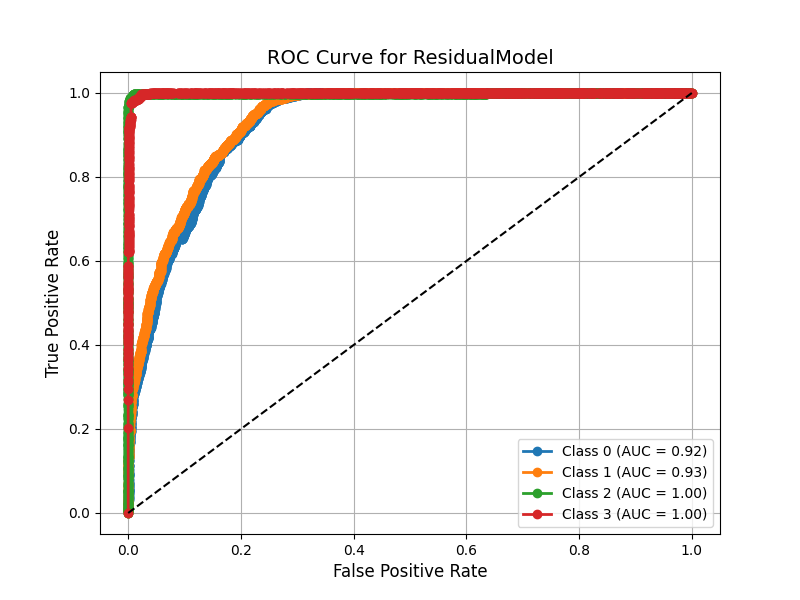 ROC Curve for ResidualModel
True Positive Rate
1.0
0.8
0.6
0.4
0.2
0.0
Class 0 (AUC = 0.92)
Class 1 (AUC = 0.93)
Class 2 (AUC = 1.00)
Class 3 (AUC = 1.00)
0.0 0.2 0.4 0.6 0.8 1.0
False Positive Rate